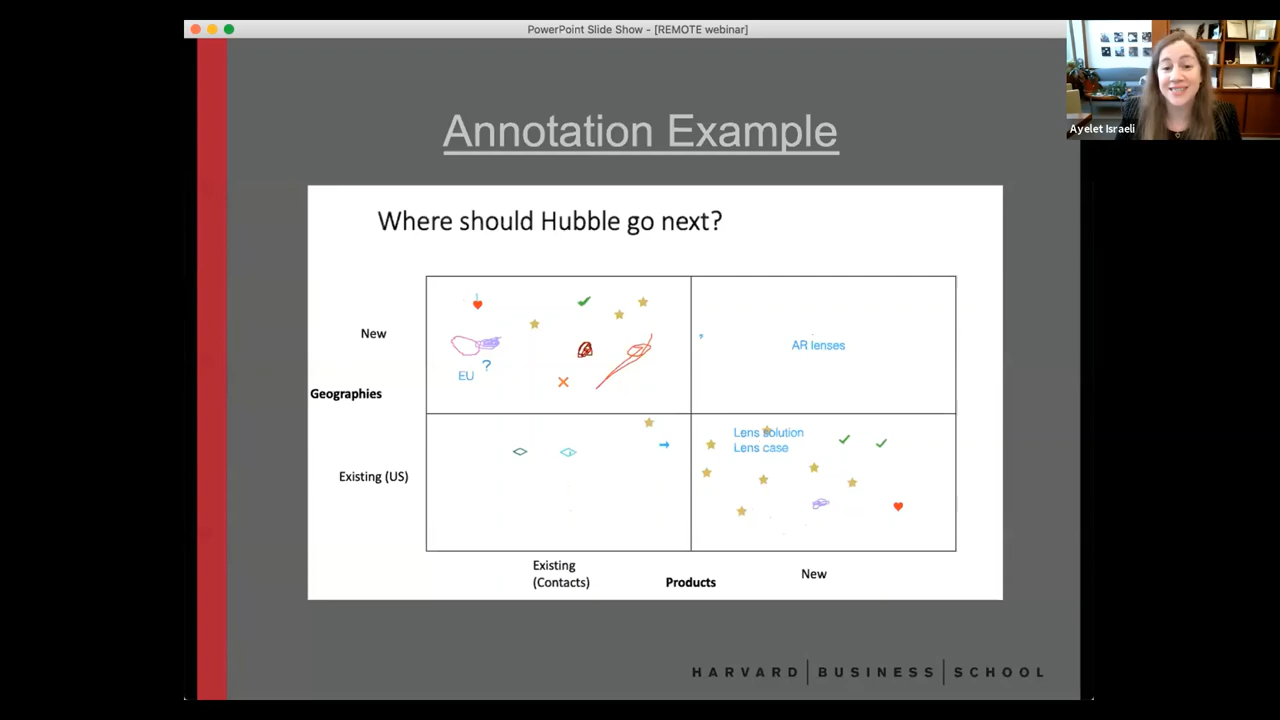 PowerPoint Slide Show - [REMOTE webinar]
Ayelet Israeli
Annotation Example
Where should Hubble go next?
New
?
EU
AR lenses
Geographies
Lens solution
Lens case
Existing (US)
Existing
(Contacts)
Products
New
HARVARD BUSINESS SCHOOL